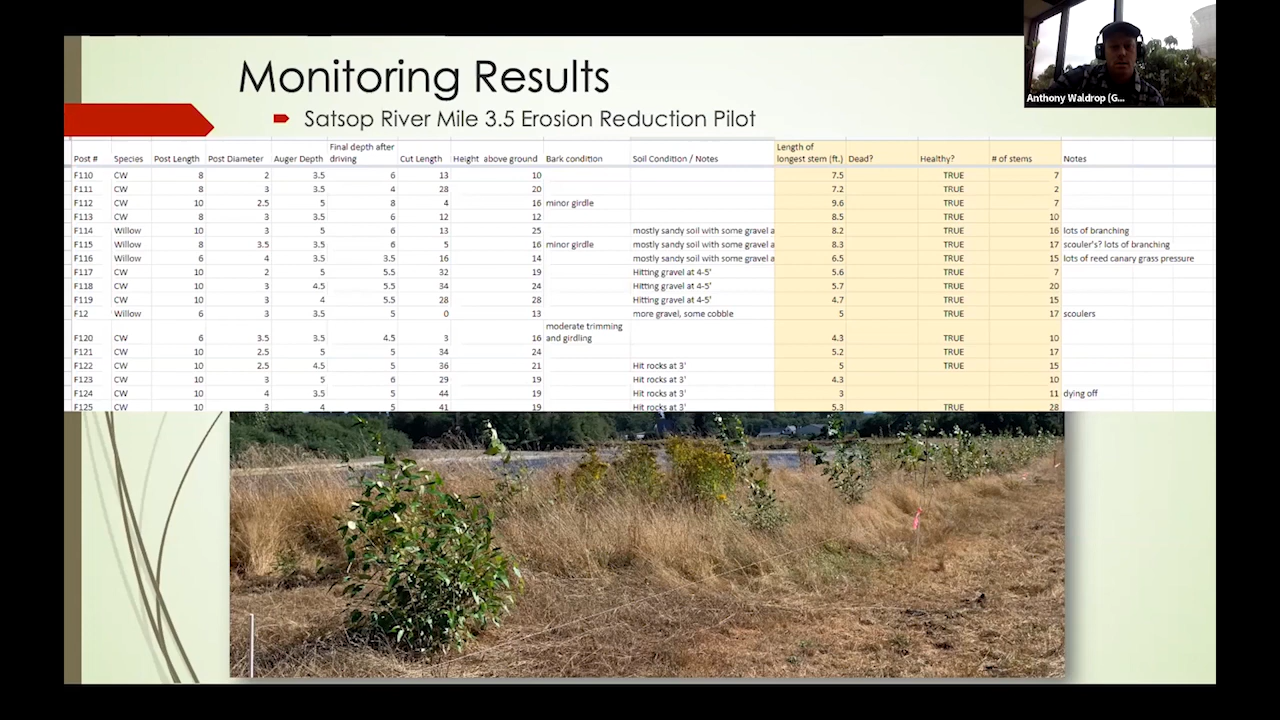 Monitoring Results
Satsop River Mile 3.5 Erosion Reduction Pilot
Anthony Waldrop (G...
Post # Species Post Length Post Diameter Auger Depth Final depth after driving Cut Length Height above ground Bark condition Soil Condition / Notes Length of longest stem (ft.) Dead? Healthy? # of stems Notes
F110 CW 8 2 3.5 6 13 10 7.5 TRUE 7
F111 CW 8 3 3.5 4 28 20 7.2 TRUE 2
F112 CW 10 2.5 5 8 4 16 minor girdle 9.6 TRUE 7
F113 CW 8 3 3.5 6 12 12 8.5 TRUE 10
F114 Willow 10 3 5 6 13 25 mostly sandy soil with some gravel a 8.2 TRUE 16 lots of branching
F115 Willow 8 3.5 3.5 6 5 16 minor girdle mostly sandy soil with some gravel a 8.3 TRUE 17 scouler's? lots of branching
F116 Willow 6 4 3.5 3.5 16 14 mostly sandy soil with some gravel a 6.5 TRUE 15 lots of reed canary grass pressure
F117 CW 10 2 5 5.5 32 19 Hitting gravel at 4-5' 5.6 TRUE 7
F118 CW 10 3 4.5 5.5 34 24 Hitting gravel at 4-5' 5.7 TRUE 20
F119 CW 10 3 4 5.5 28 28 Hitting gravel at 4-5' 4.7 TRUE 15
F12 Willow 6 3 3.5 5 0 13 more gravel, some cobble 5 TRUE 17 scoulers
F120 CW 6 3.5 3.5 4.5 3 16 moderate trimming and girdling 4.3 TRUE 10
F121 CW 10 2.5 5 5 34 24 5.2 TRUE 17
F122 CW 10 2.5 4.5 5 36 21 Hit rocks at 3' 5 TRUE 15
F123 CW 10 3 5 6 29 19 Hit rocks at 3' 4.3 10
F124 CW 10 4 3.5 5 44 19 Hit rocks at 3' 3 11 dying off
F125 CW 10 3 4 5 41 19 Hit rocks at 3' 5.3 TRUE 28